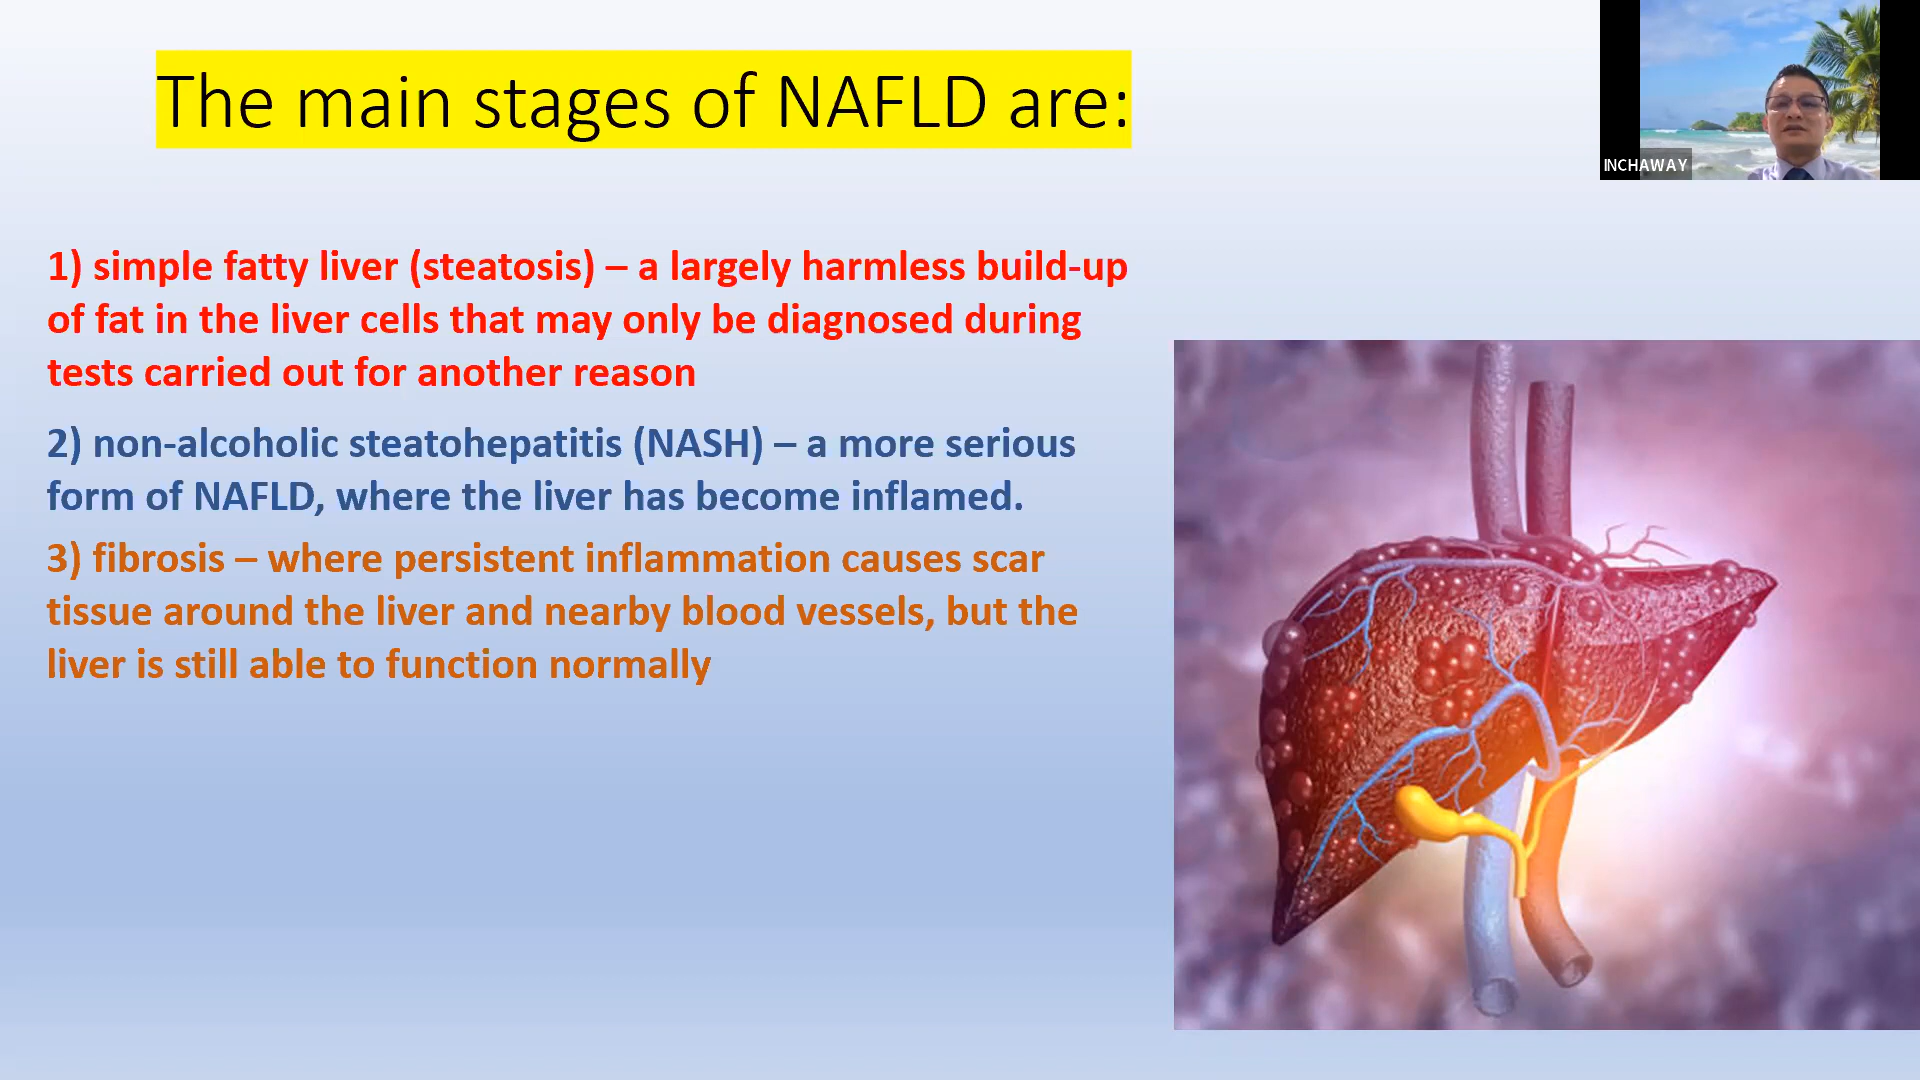 The main stages of NAFLD are:
INCHAWAY
1) simple fatty liver (steatosis) – a largely harmless build-up
of fat in the liver cells that may only be diagnosed during
tests carried out for another reason
2) non-alcoholic steatohepatitis (NASH) – a more serious
form of NAFLD, where the liver has become inflamed.
3) fibrosis – where persistent inflammation causes scar
tissue around the liver and nearby blood vessels, but the
liver is still able to function normally